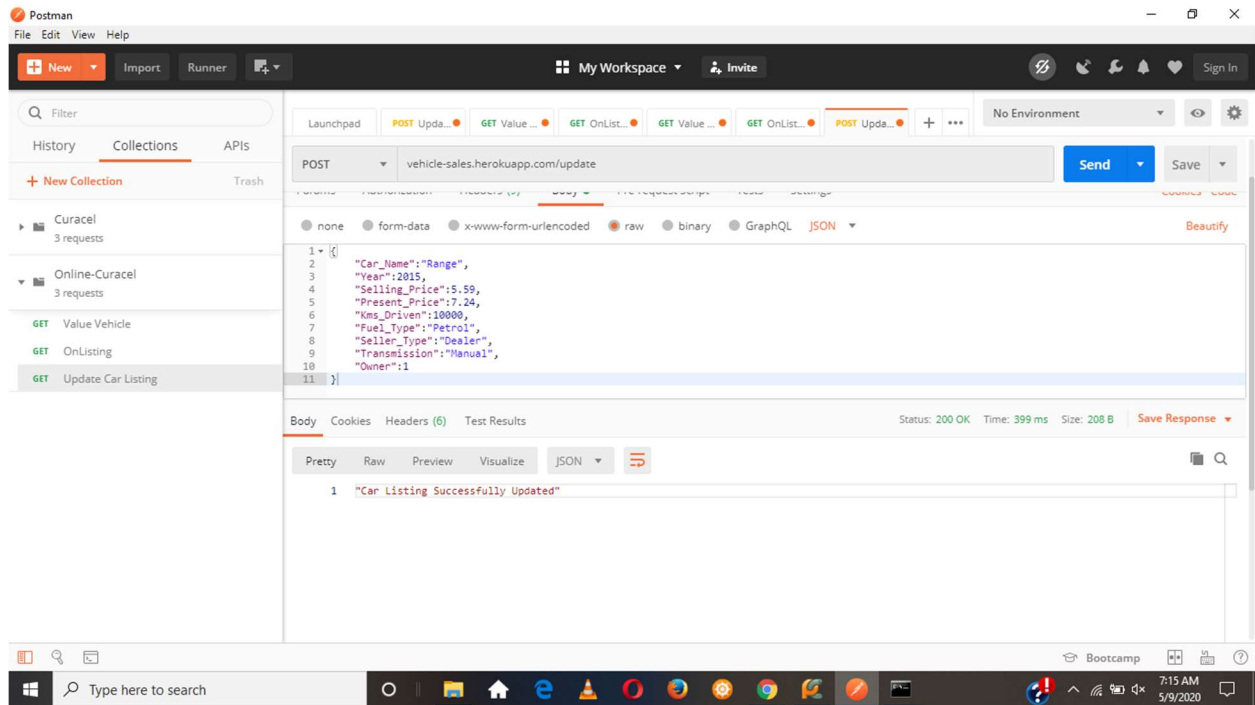 Postman
File Edit View Help
New Import Runner My Workspace Invite Sign In
Filter
History Collections APIs
+ New Collection Trash
Curacel
3 requests
Online-Curacel
3 requests
GET Value Vehicle
GET OnListing
GET Update Car Listing
Launchpad POST Upda... GET Value ... GET OnList... GET Value ... GET OnList... POST Upda... + ...
No Environment
POST vehicle-sales.herokuapp.com/update Send Save
none form-data x-www-form-urlencoded raw binary GraphQL JSON Beautify
1 {
2 "Car_Name":"Range",
3 "Year":2015,
4 "Selling_Price":5.59,
5 "Present_Price":7.24,
6 "Kms_Driven":10000,
7 "Fuel_Type":"Petrol",
8 "Seller_Type":"Dealer",
9 "Transmission":"Manual",
10 "Owner":1
11 }
Body Cookies Headers (6) Test Results Status: 200 OK Time: 399 ms Size: 208 B Save Response
Pretty Raw Preview Visualize JSON
1 "Car Listing Successfully Updated"
Bootcamp
Type here to search
7:15 AM
5/9/2020